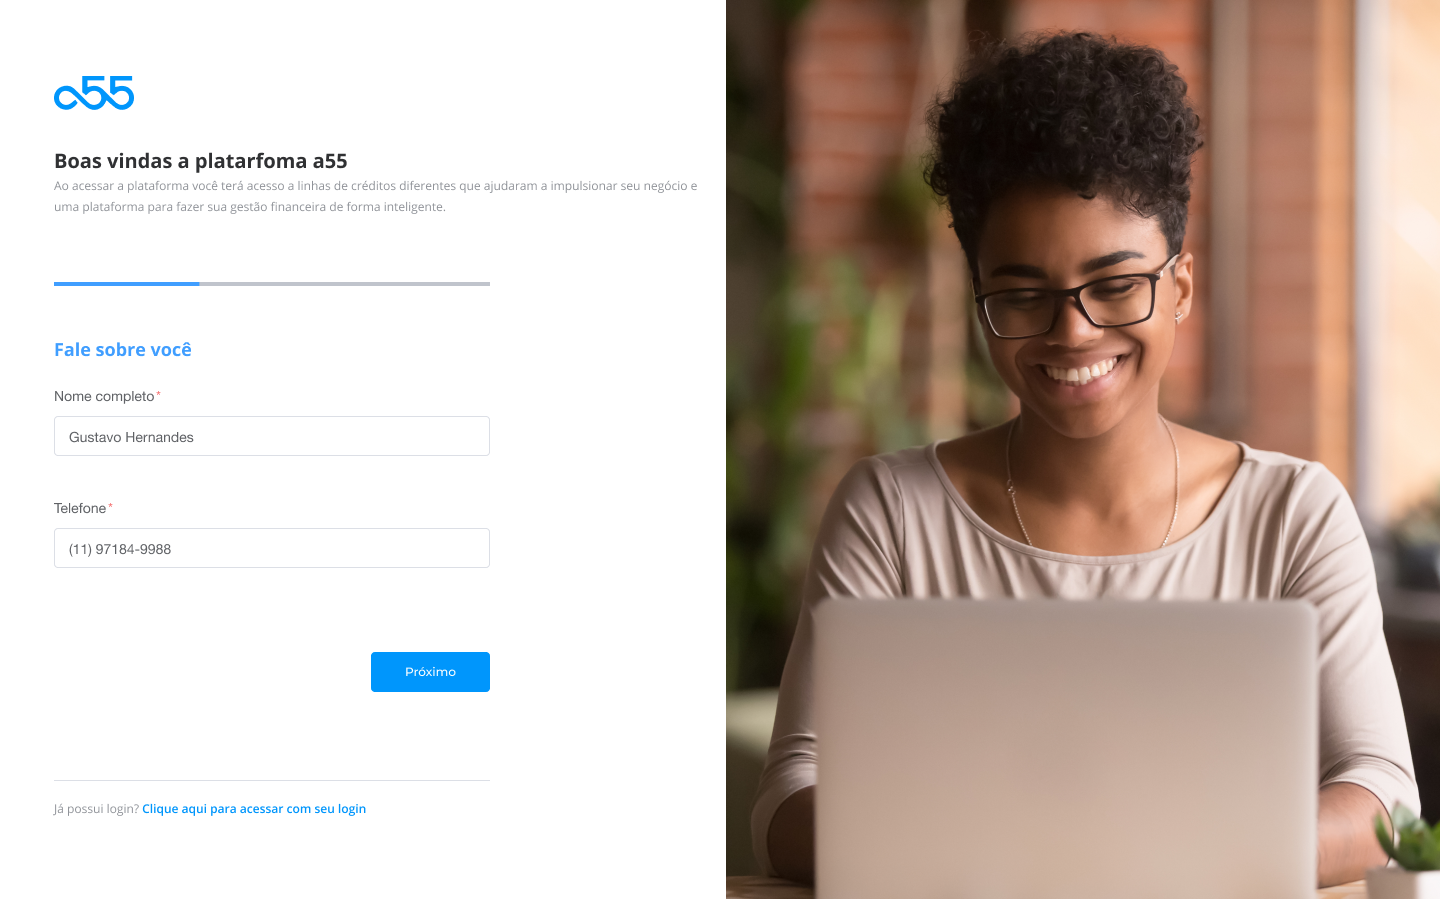 a55
Boas vindas a platarfoma a55
Ao acessar a plataforma você terá acesso a linhas de créditos diferentes que ajudaram a impulsionar seu negócio e
uma plataforma para fazer sua gestão financeira de forma inteligente.
Fale sobre você
Nome completo*
Gustavo Hernandes
Telefone*
(11) 97184-9988
Próximo
Já possui login? Clique aqui para acessar com seu login